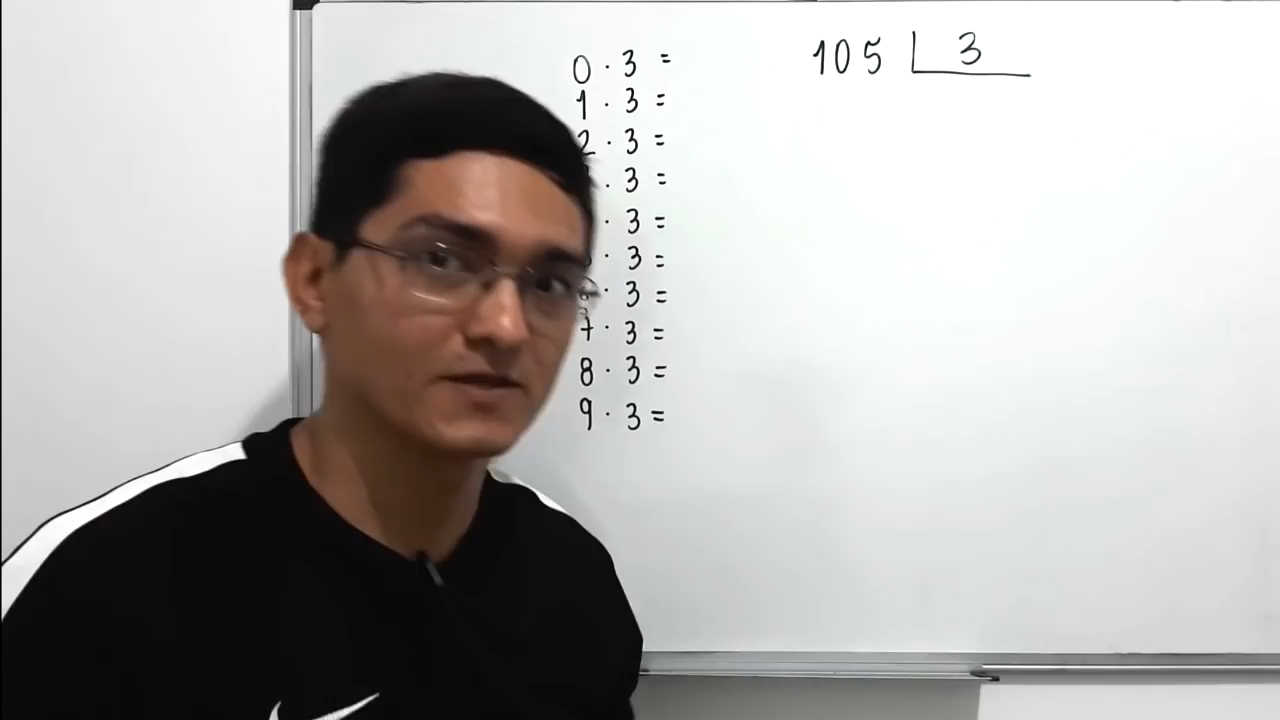 0 · 3 =
1 · 3 =
2 · 3 =
· 3 =
· 3 =
· 3 =
· 3 =
7 · 3 =
8 · 3 =
9 · 3 =
105 3